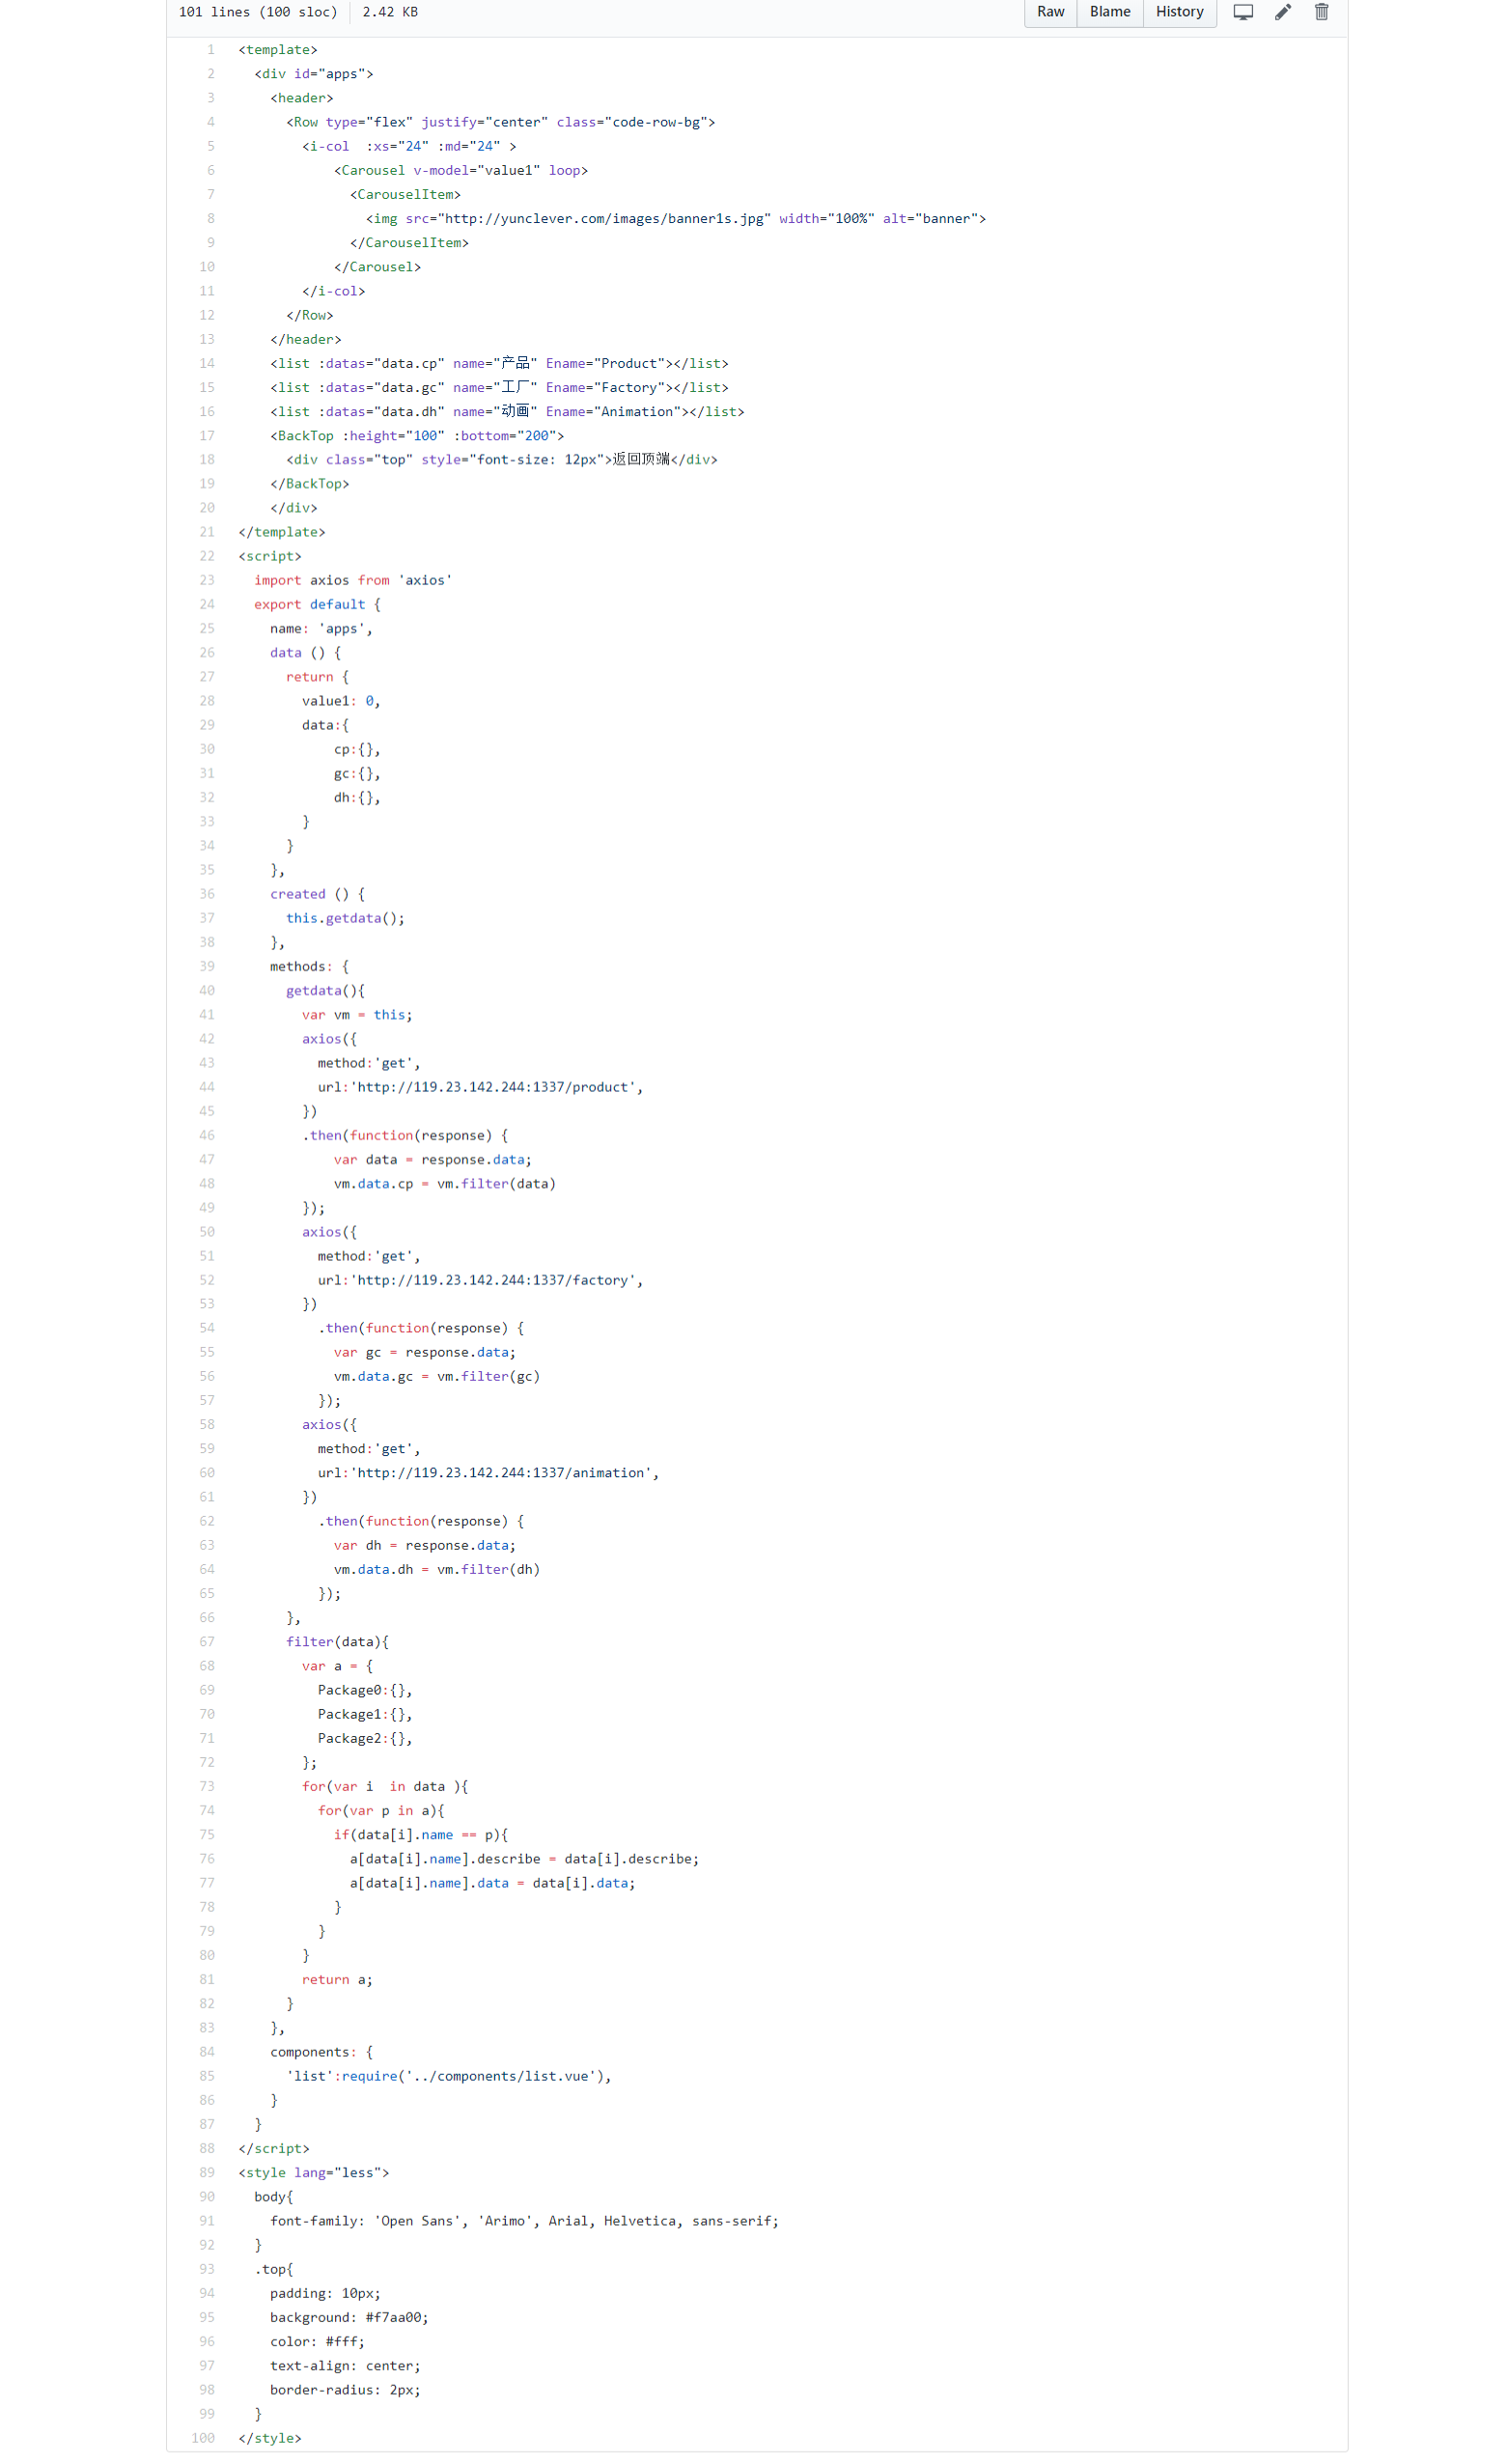 101 lines (100 sloc) 2.42 KB Raw Blame History
1 <template>
2   <div id="apps">
3     <header>
4       <Row type="flex" justify="center" class="code-row-bg">
5         <i-col  :xs="24" :md="24" >
6             <Carousel v-model="value1" loop>
7               <CarouselItem>
8                 <img src="http://yunclever.com/images/banner1s.jpg" width="100%" alt="banner">
9               </CarouselItem>
10             </Carousel>
11         </i-col>
12       </Row>
13     </header>
14     <list :datas="data.cp" name="产品" Ename="Product"></list>
15     <list :datas="data.gc" name="工厂" Ename="Factory"></list>
16     <list :datas="data.dh" name="动画" Ename="Animation"></list>
17     <BackTop :height="100" :bottom="200">
18       <div class="top" style="font-size: 12px">返回顶端</div>
19     </BackTop>
20     </div>
21 </template>
22 <script>
23   import axios from 'axios'
24   export default {
25     name: 'apps',
26     data () {
27       return {
28         value1: 0,
29         data:{
30             cp:{},
31             gc:{},
32             dh:{},
33         }
34       }
35     },
36     created () {
37       this.getdata();
38     },
39     methods: {
40       getdata(){
41         var vm = this;
42         axios({
43           method:'get',
44           url:'http://119.23.142.244:1337/product',
45         })
46         .then(function(response) {
47             var data = response.data;
48             vm.data.cp = vm.filter(data)
49         });
50         axios({
51           method:'get',
52           url:'http://119.23.142.244:1337/factory',
53         })
54           .then(function(response) {
55             var gc = response.data;
56             vm.data.gc = vm.filter(gc)
57           });
58         axios({
59           method:'get',
60           url:'http://119.23.142.244:1337/animation',
61         })
62           .then(function(response) {
63             var dh = response.data;
64             vm.data.dh = vm.filter(dh)
65           });
66       },
67       filter(data){
68         var a = {
69           Package0:{},
70           Package1:{},
71           Package2:{},
72         };
73         for(var i  in data ){
74           for(var p in a){
75             if(data[i].name == p){
76               a[data[i].name].describe = data[i].describe;
77               a[data[i].name].data = data[i].data;
78             }
79           }
80         }
81         return a;
82       }
83     },
84     components: {
85       'list':require('../components/list.vue'),
86     }
87   }
88 </script>
89 <style lang="less">
90   body{
91     font-family: 'Open Sans', 'Arimo', Arial, Helvetica, sans-serif;
92   }
93   .top{
94     padding: 10px;
95     background: #f7aa00;
96     color: #fff;
97     text-align: center;
98     border-radius: 2px;
99   }
100 </style>